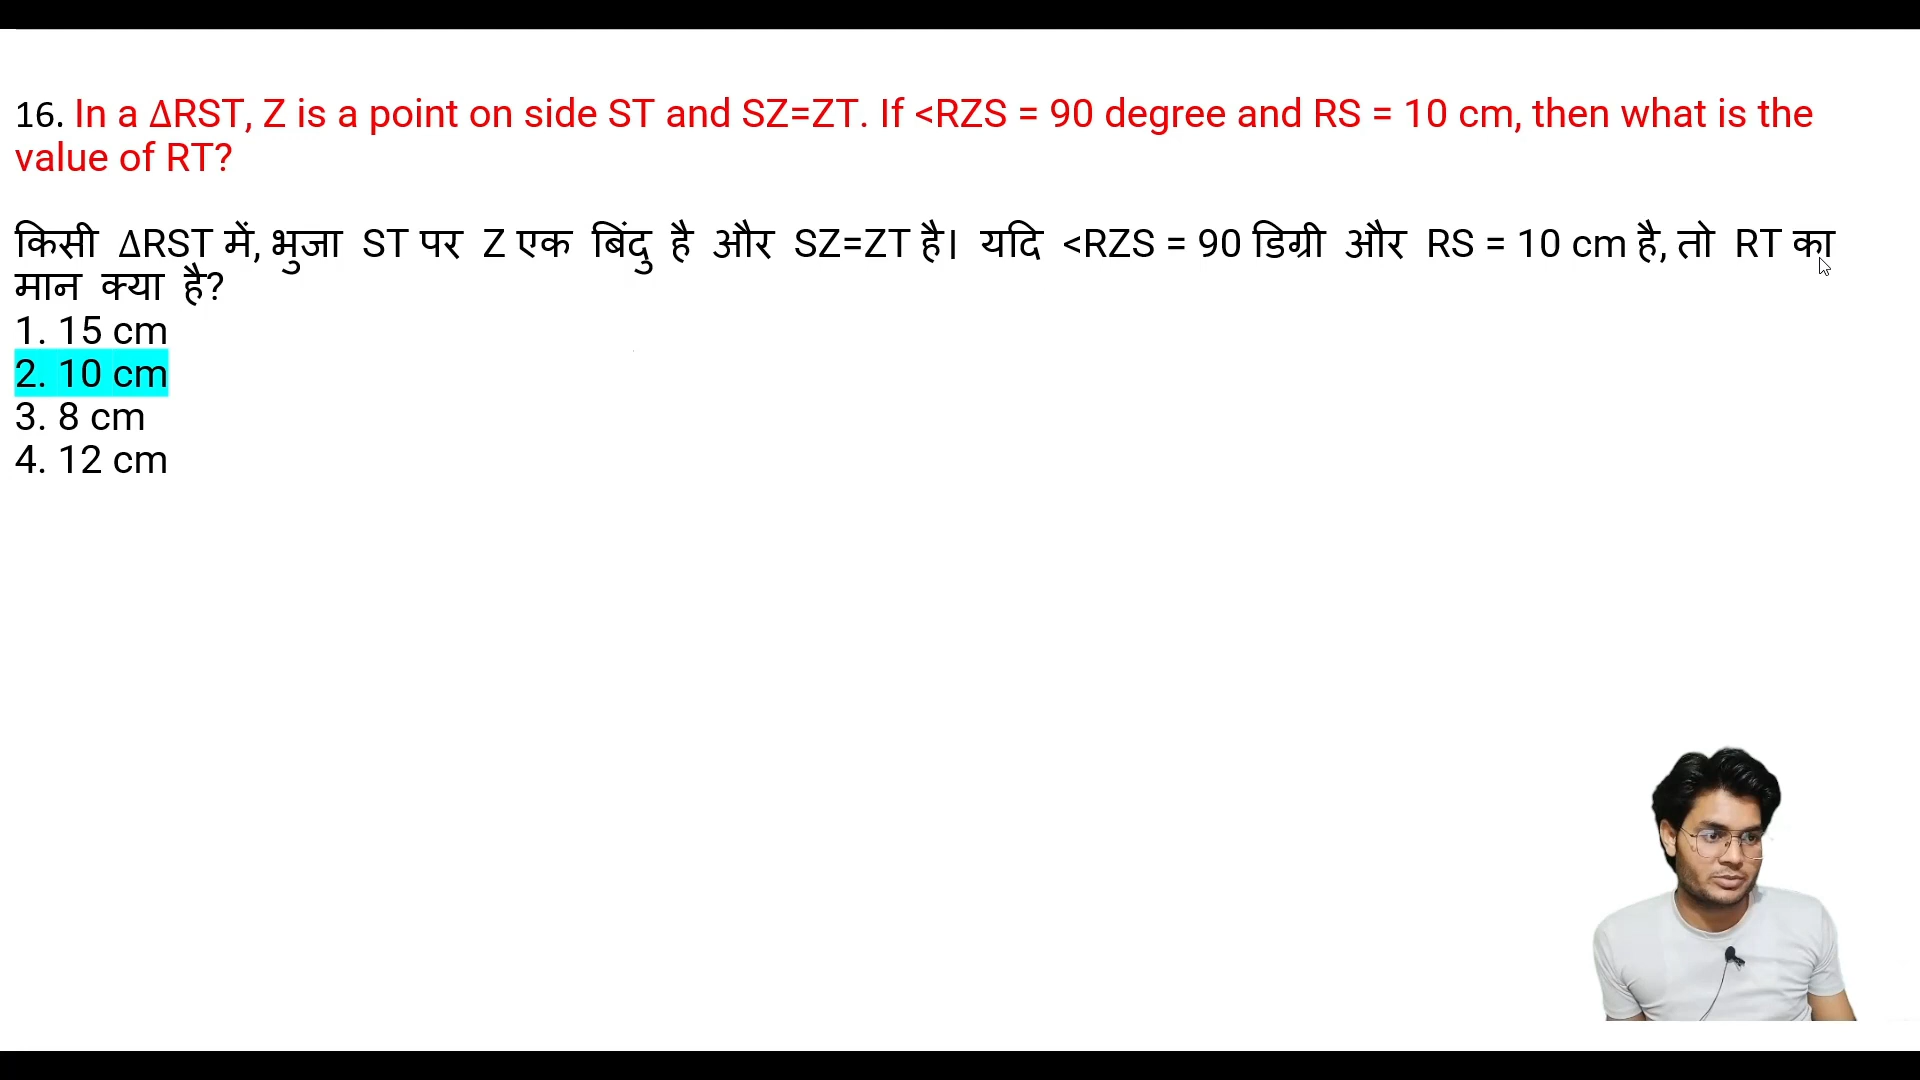 16. In a ΔRST, Z is a point on side ST and SZ=ZT. If <RZS = 90 degree and RS = 10 cm, then what is the
value of RT?
किसी ΔRST में, भुजा ST पर Z एक बिंदु है और SZ=ZT है। यदि <RZS = 90 डिग्री और RS = 10 cm है, तो RT का
मान क्या है?
1. 15 cm
2. 10 cm
3. 8 cm
4. 12 cm